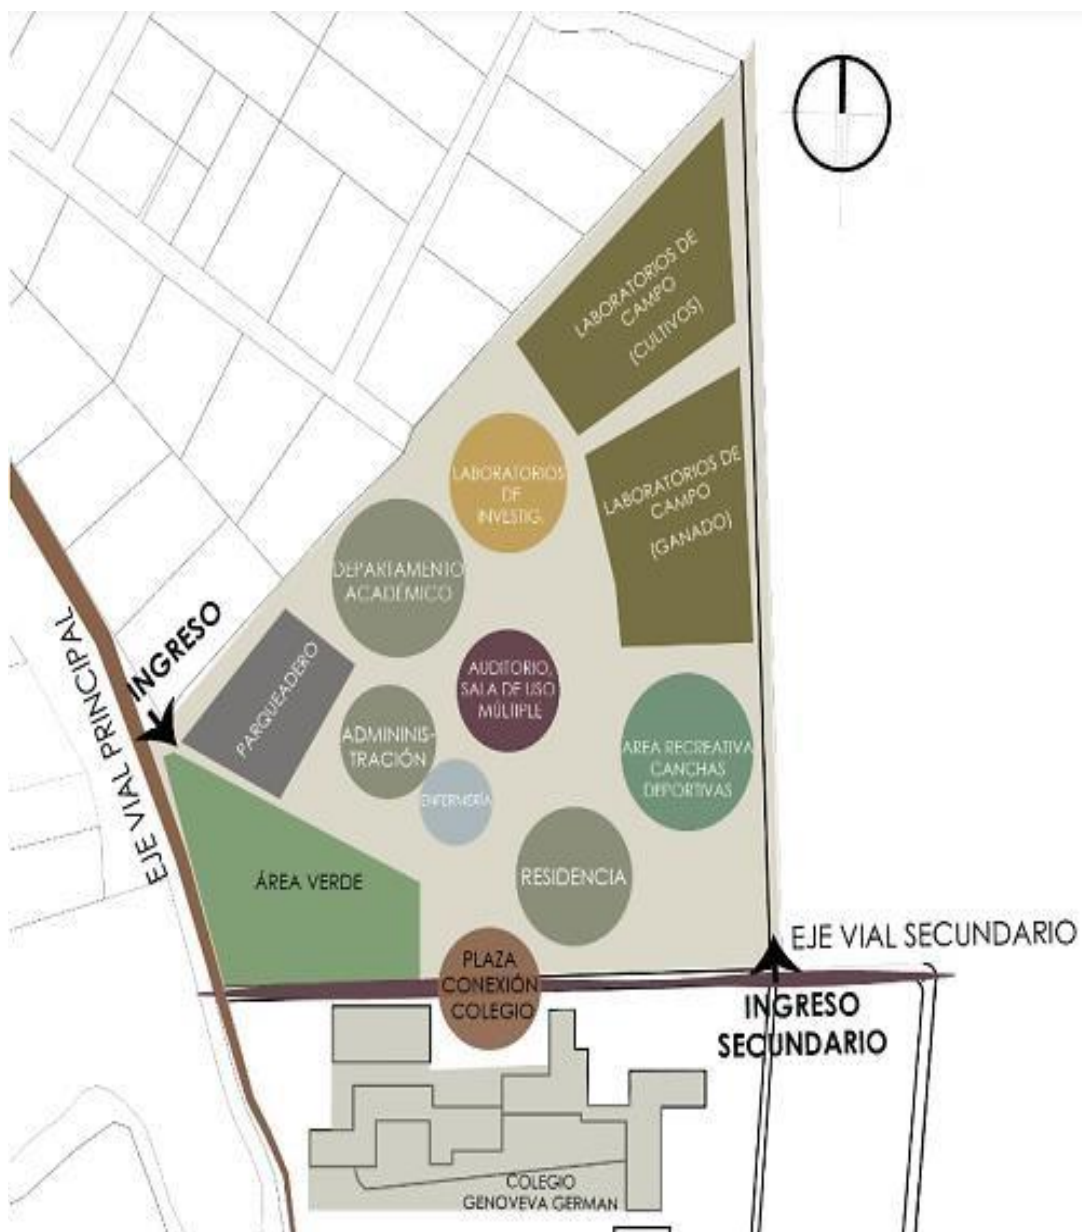 LABORATORIOS DE
CAMPO
(CULTIVOS)
LABORATORIOS DE
CAMPO
(GANADO)
LABORATORIOS
DE
INVESTIG.
DEPARTAMENTO
ACADÉMICO
INGRESO
EJE VIAL PRINCIPAL
PARQUEADERO
AUDITORIO,
SALA DE USO
MÚLTIPLE
ADMININIS-
TRACIÓN
ENFERMERÍA
AREA RECREATIVA
CANCHAS
DEPORTIVAS
ÁREA VERDE
RESIDENCIA
PLAZA
CONEXIÓN
COLEGIO
EJE VIAL SECUNDARIO
INGRESO
SECUNDARIO
COLEGIO
GENOVEVA GERMAN